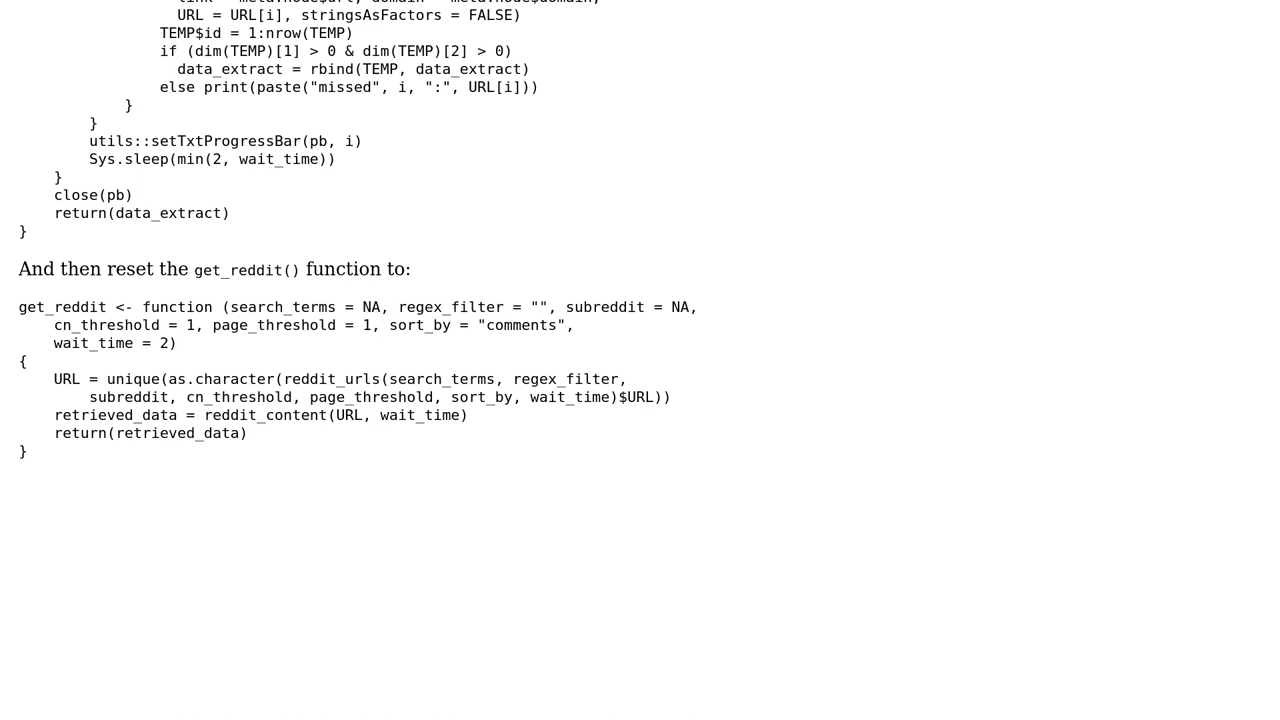 URL = URL[i], stringsAsFactors = FALSE)
TEMP$id = 1:nrow(TEMP)
if (dim(TEMP)[1] > 0 & dim(TEMP)[2] > 0)
data_extract = rbind(TEMP, data_extract)
else print(paste("missed", i, ":", URL[i]))
}
}
utils::setTxtProgressBar(pb, i)
Sys.sleep(min(2, wait_time))
}
close(pb)
return(data_extract)
}
And then reset the get_reddit() function to:
get_reddit <- function (search_terms = NA, regex_filter = "", subreddit = NA,
cn_threshold = 1, page_threshold = 1, sort_by = "comments",
wait_time = 2)
{
URL = unique(as.character(reddit_urls(search_terms, regex_filter,
subreddit, cn_threshold, page_threshold, sort_by, wait_time)$URL))
retrieved_data = reddit_content(URL, wait_time)
return(retrieved_data)
}